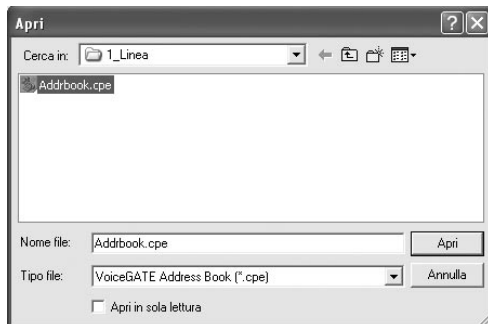 Apri
Cerca in: 1_Linea
Addrbook.cpe
Nome file: Addrbook.cpe Apri
Tipo file: VoiceGATE Address Book (*.cpe) Annulla
Apri in sola lettura